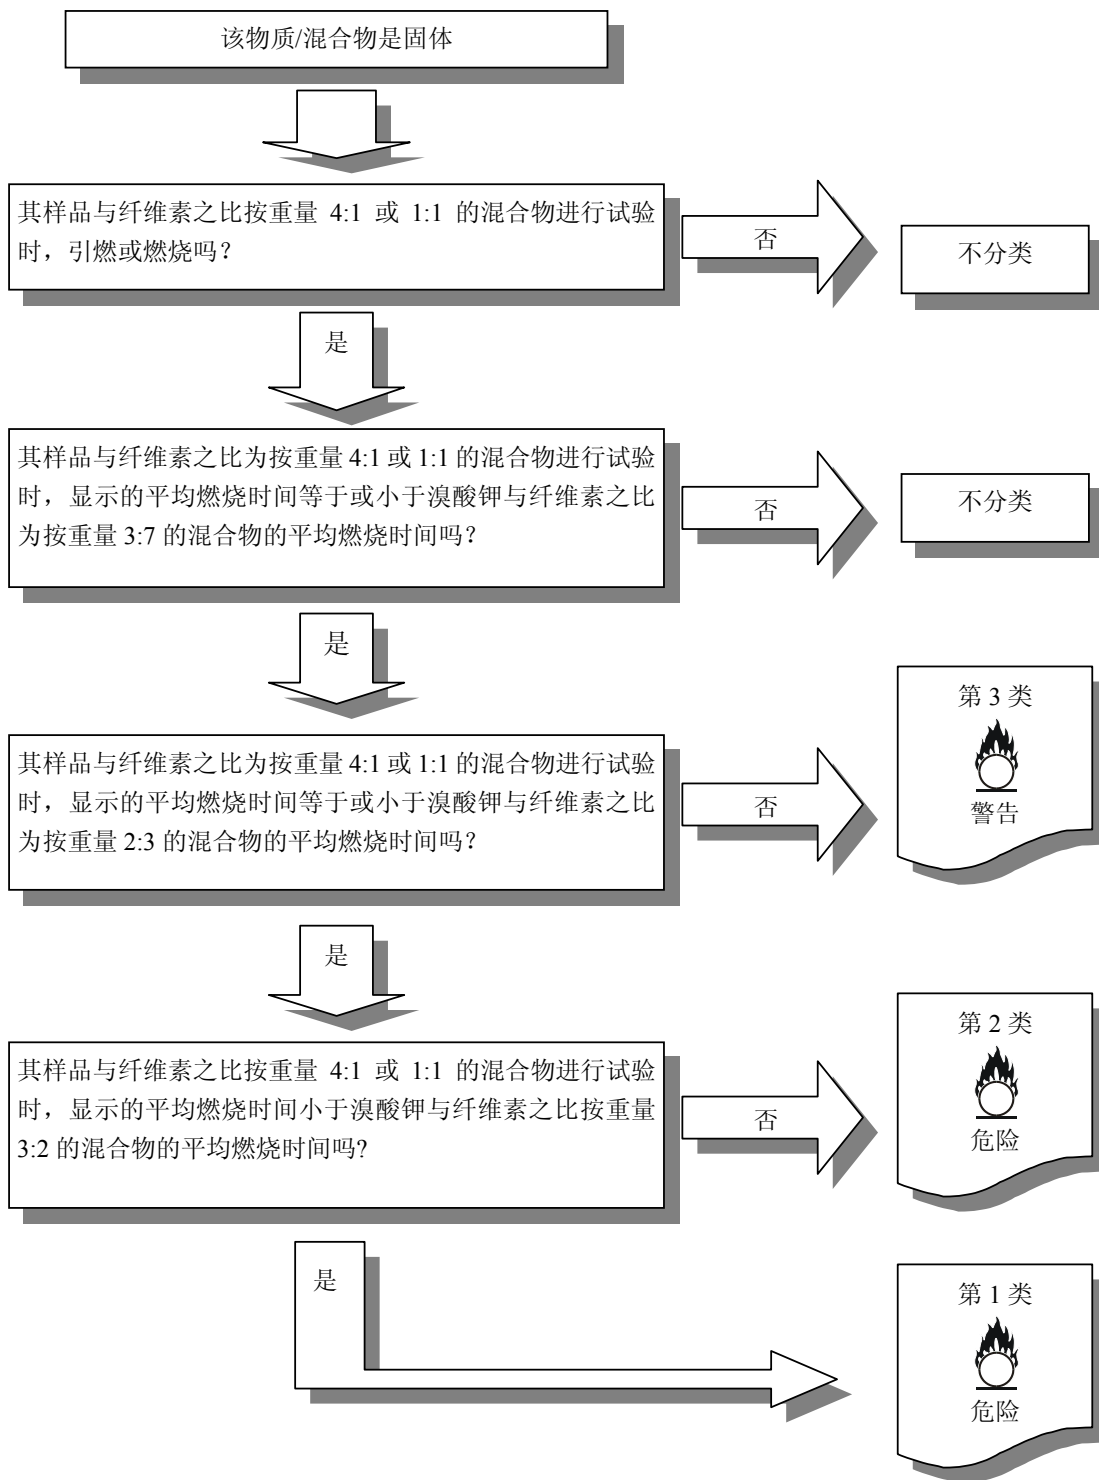 该物质/混合物是固体
其样品与纤维素之比按重量 4:1 或 1:1 的混合物进行试验
时，引燃或燃烧吗？
否
不分类
是
其样品与纤维素之比为按重量 4:1 或 1:1 的混合物进行试验
时，显示的平均燃烧时间等于或小于溴酸钾与纤维素之比
为按重量 3:7 的混合物的平均燃烧时间吗？
否
不分类
是
其样品与纤维素之比为按重量 4:1 或 1:1 的混合物进行试验
时，显示的平均燃烧时间等于或小于溴酸钾与纤维素之比
为按重量 2:3 的混合物的平均燃烧时间吗？
否
第 3 类
警告
是
其样品与纤维素之比按重量 4:1 或 1:1 的混合物进行试验
时，显示的平均燃烧时间小于溴酸钾与纤维素之比按重量
3:2 的混合物的平均燃烧时间吗?
否
第 2 类
危险
是
第 1 类
危险